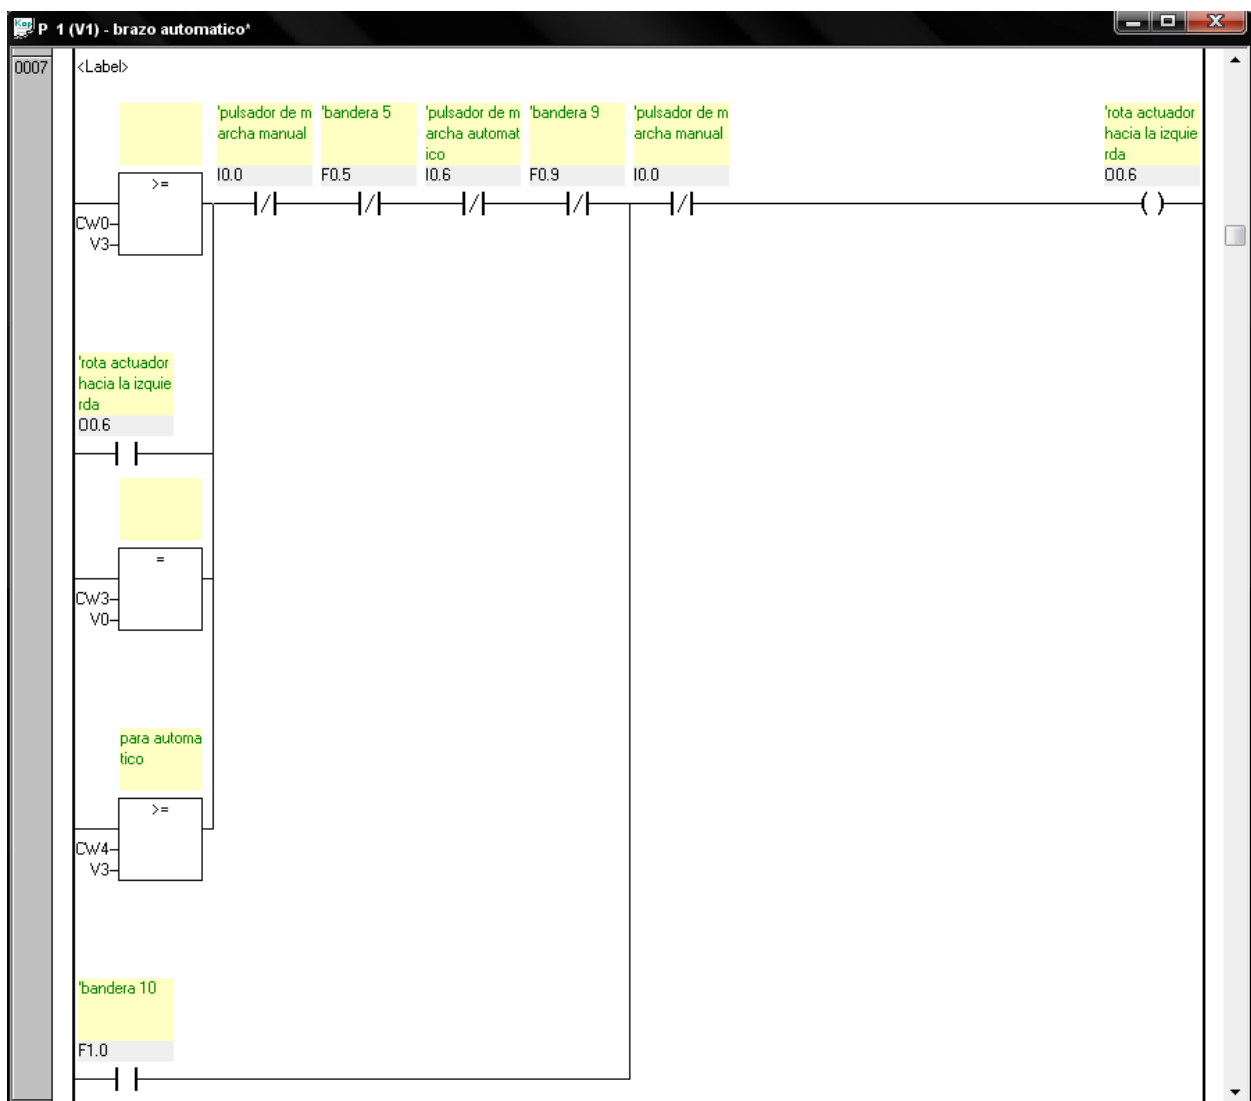 Kop P 1 (V1) - brazo automatico*
0007
<Label>
'pulsador de m
archa manual
I0.0
'bandera 5
F0.5
'pulsador de m
archa automat
ico
I0.6
'bandera 9
F0.9
'pulsador de m
archa manual
I0.0
'rota actuador
hacia la izquie
rda
O0.6
>=
CW0
V3
'rota actuador
hacia la izquie
rda
O0.6
=
CW3
V0
para automa
tico
>=
CW4
V3
'bandera 10
F1.0